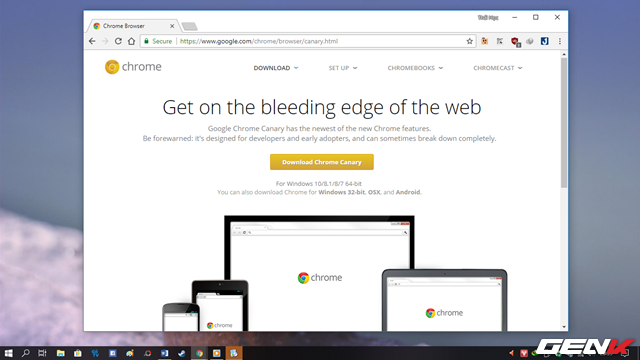 Chrome Browser
Secure
https://www.google.com/chrome/browser/canary.html
chrome
DOWNLOAD
SET UP
CHROMEBOOKS
CHROMECAST
Get on the bleeding edge of the web
Google Chrome Canary has the newest of the new Chrome features.
Be forewarned: it's designed for developers and early adopters, and can sometimes break down completely.
Download Chrome Canary
For Windows 10/8.1/8/7 64-bit
You can also download Chrome for Windows 32-bit, OSX, and Android.
chrome
chrome
chrome
GENK